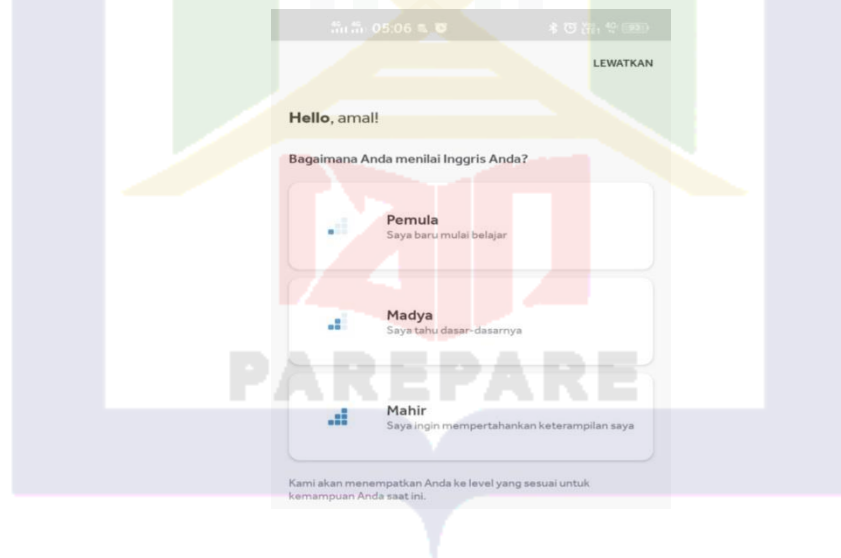 05:06
LEWATKAN
Hello, amal!
Bagaimana Anda menilai Inggris Anda?
Pemula
Saya baru mulai belajar
Madya
Saya tahu dasar-dasarnya
PAREPARE
Mahir
Saya ingin mempertahankan keterampilan saya
Kami akan menempatkan Anda ke level yang sesuai untuk
kemampuan Anda saat ini.